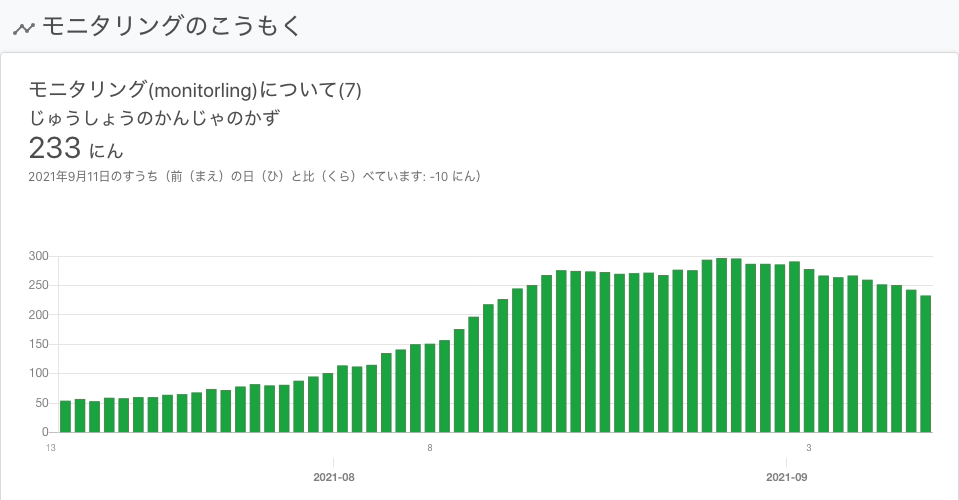 モニタリングのこうもく
モニタリング(monitorling)について(7)
じゅうしょうのかんじゃのかず
233 にん
2021年9月11日のすうち（前（まえ）の日（ひ）と比（くら）べています: -10 にん）
300
250
200
150
100
50
0
13 8 3
2021-08 2021-09